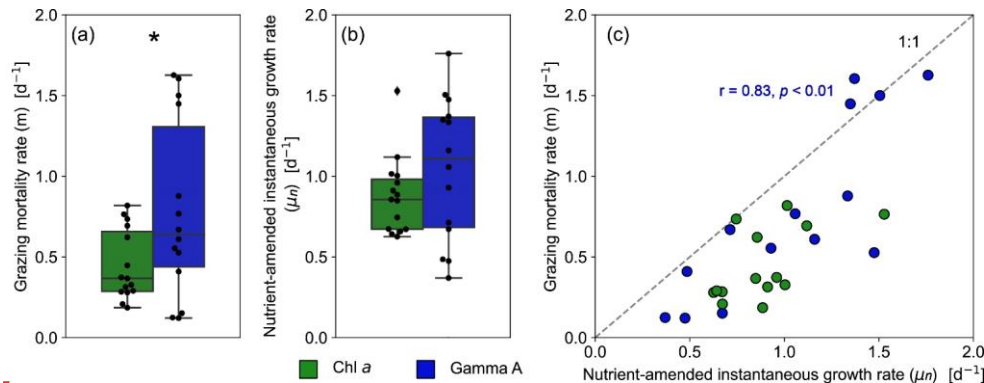 (a)
*
Grazing mortality rate (m) [d⁻¹]
2.0
1.5
1.0
0.5
0.0
(b)
Nutrient-amended instantaneous growth rate
(μn) [d⁻¹]
2.0
1.5
1.0
0.5
0.0
Chl a
Gamma A
(c)
1:1
r = 0.83, p < 0.01
Grazing mortality rate (m) [d⁻¹]
2.0
1.5
1.0
0.5
0.0
0.0 0.5 1.0 1.5 2.0
Nutrient-amended instantaneous growth rate (μn) [d⁻¹]